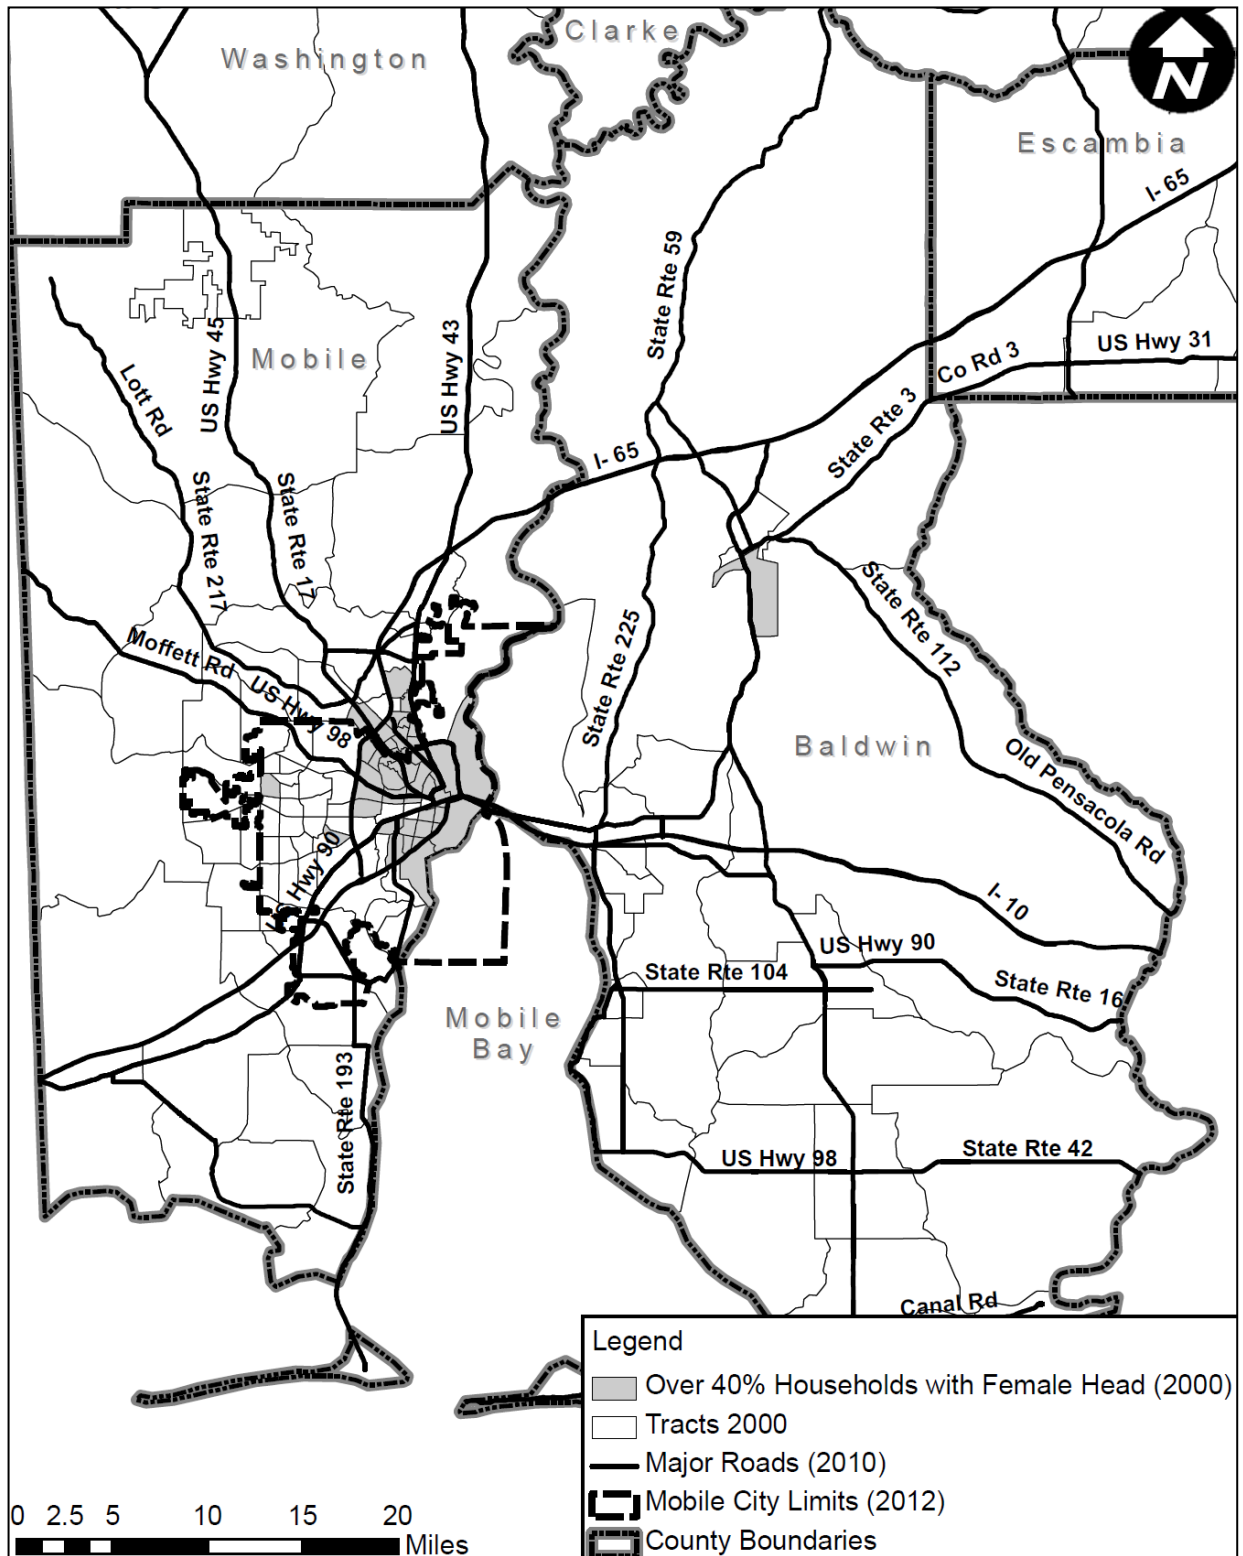 Clarke
Washington
N
Escambia
I- 65
State Rte 59
US Hwy 45
US Hwy 43
Mobile
US Hwy 31
Co Rd 3
Lott Rd
State Rte 3
I- 65
State Rte 217
State Rte 17
State Rte 112
State Rte 225
Moffett Rd
US Hwy 98
Baldwin
Old Pensacola Rd
US Hwy 90
I- 10
US Hwy 90
State Rte 104
State Rte 16
Mobile
Bay
State Rte 193
US Hwy 98
State Rte 42
Canal Rd
Legend
Over 40% Households with Female Head (2000)
Tracts 2000
Major Roads (2010)
Mobile City Limits (2012)
County Boundaries
0 2.5 5 10 15 20
Miles